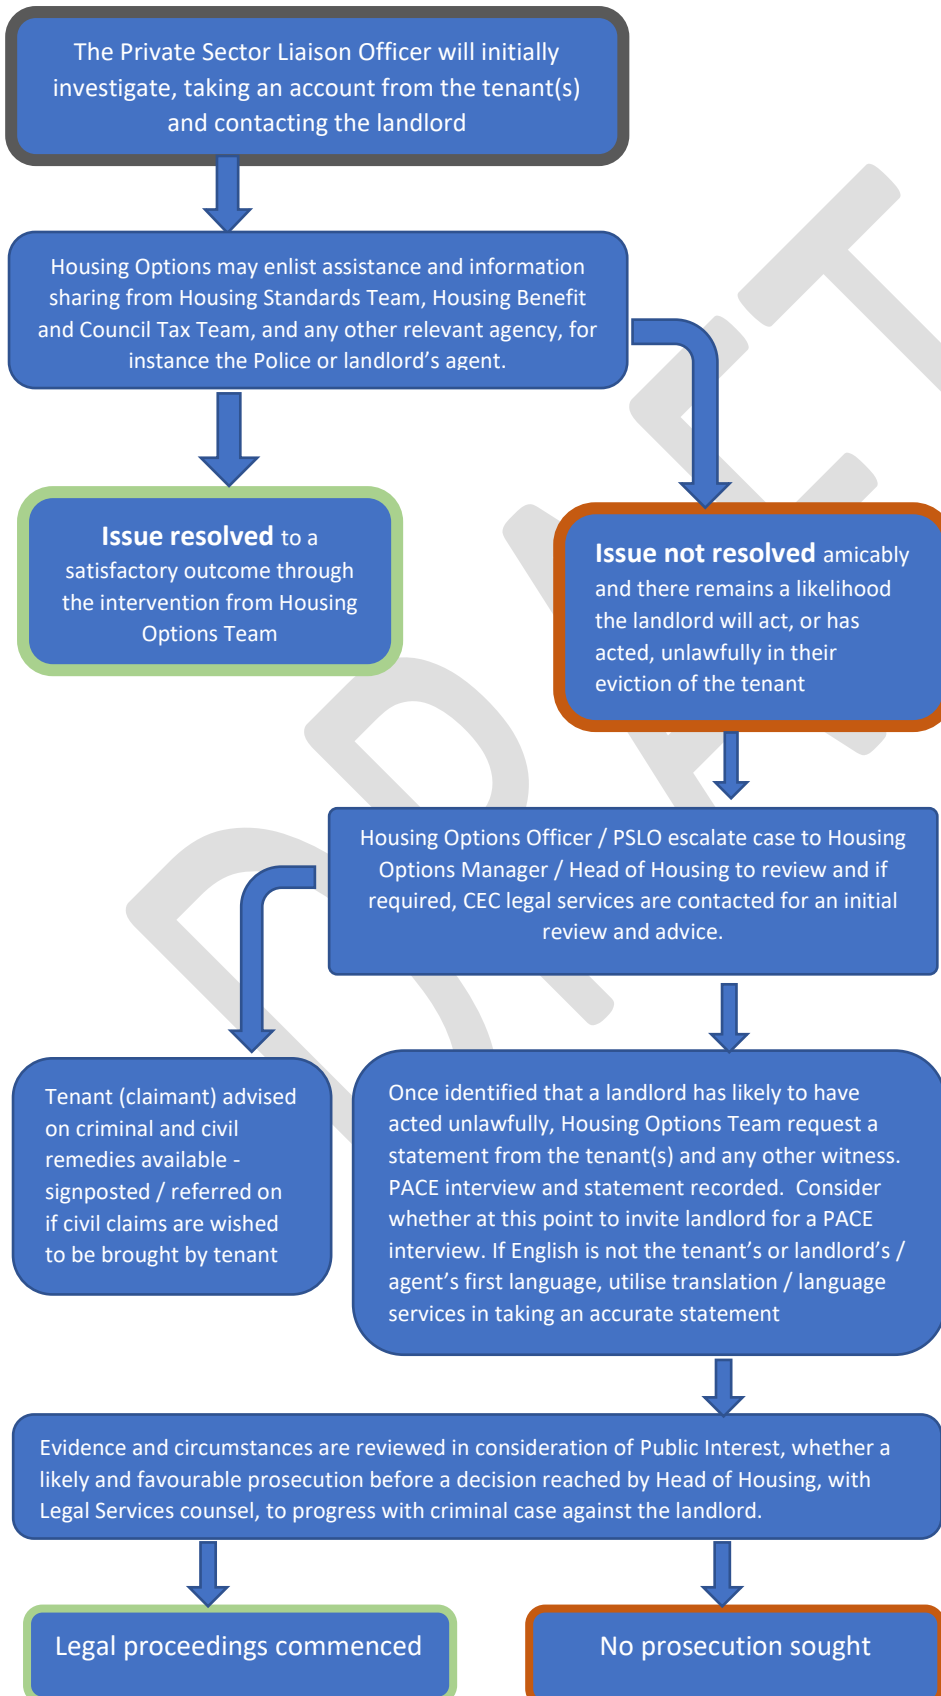 The Private Sector Liaison Officer will initially
investigate, taking an account from the tenant(s)
and contacting the landlord
Housing Options may enlist assistance and information
sharing from Housing Standards Team, Housing Benefit
and Council Tax Team, and any other relevant agency, for
instance the Police or landlord’s agent.
Issue resolved to a
satisfactory outcome through
the intervention from Housing
Options Team
Issue not resolved amicably
and there remains a likelihood
the landlord will act, or has
acted, unlawfully in their
eviction of the tenant
Housing Options Officer / PSLO escalate case to Housing
Options Manager / Head of Housing to review and if
required, CEC legal services are contacted for an initial
review and advice.
Tenant (claimant) advised
on criminal and civil
remedies available -
signposted / referred on
if civil claims are wished
to be brought by tenant
Once identified that a landlord has likely to have
acted unlawfully, Housing Options Team request a
statement from the tenant(s) and any other witness.
PACE interview and statement recorded.  Consider
whether at this point to invite landlord for a PACE
interview. If English is not the tenant’s or landlord’s /
agent’s first language, utilise translation / language
services in taking an accurate statement
Evidence and circumstances are reviewed in consideration of Public Interest, whether a
likely and favourable prosecution before a decision reached by Head of Housing, with
Legal Services counsel, to progress with criminal case against the landlord.
Legal proceedings commenced
No prosecution sought
DRAFT